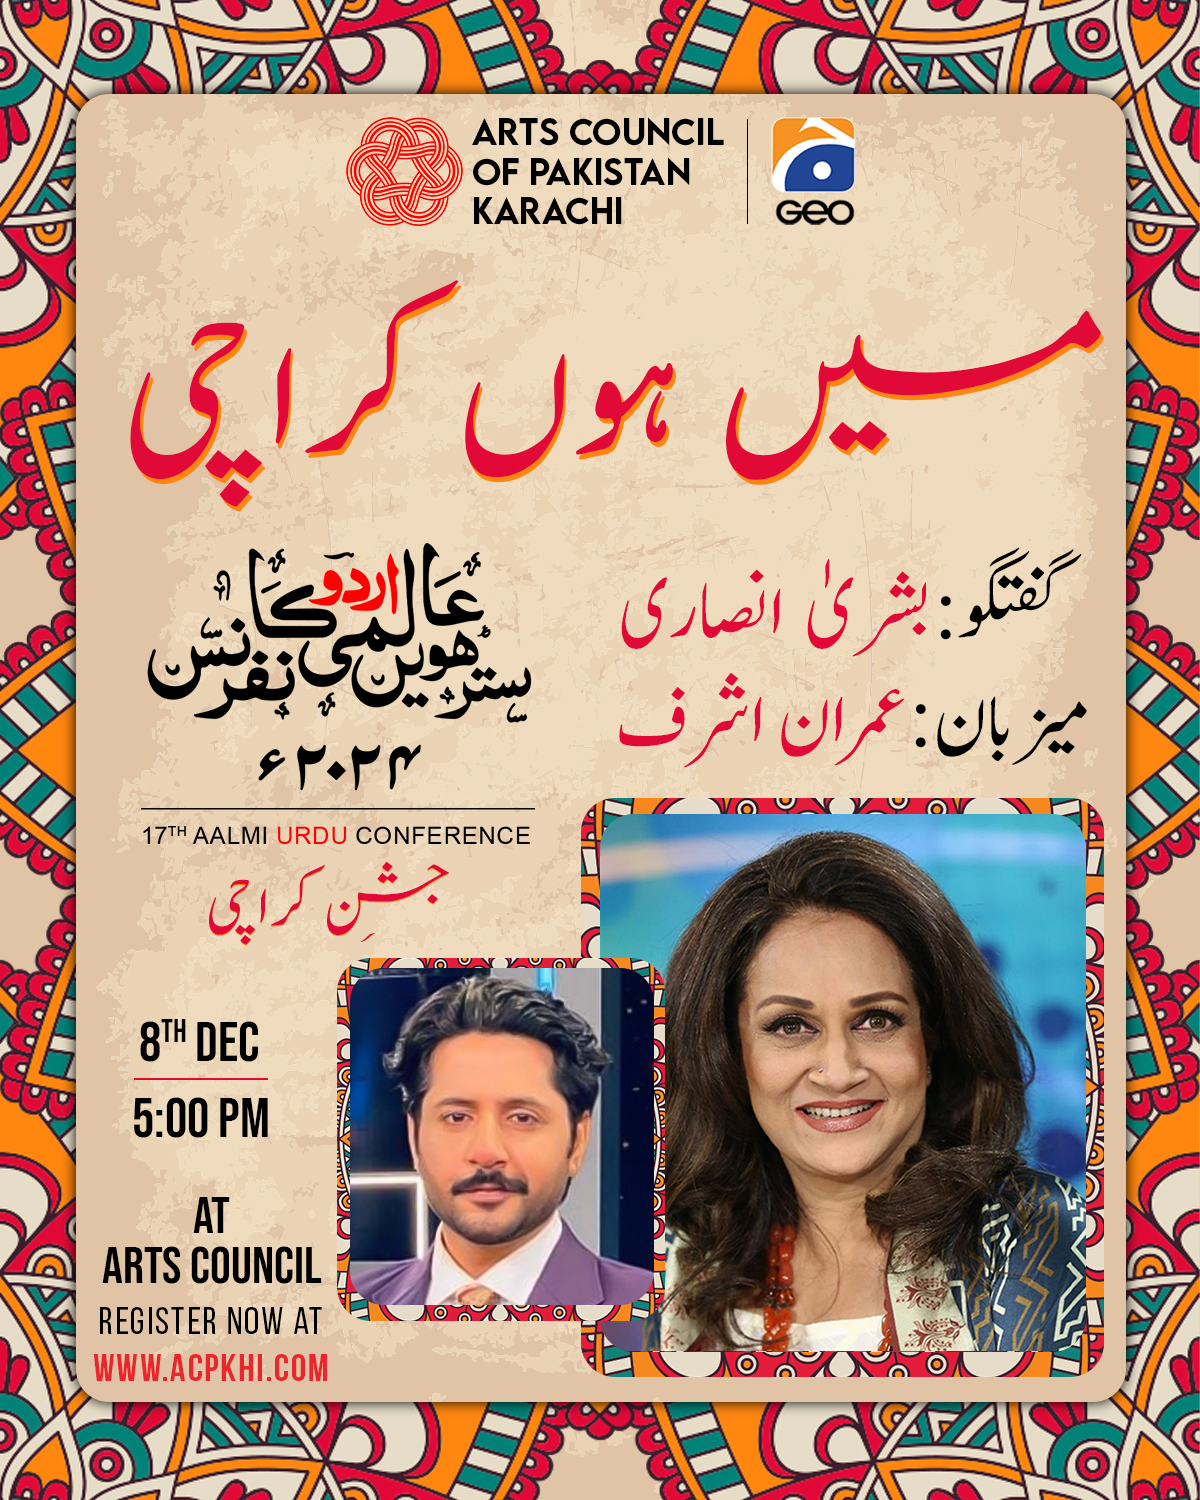 ARTS COUNCIL
OF PAKISTAN
KARACHI
GEO
میں ہوں کراچی
گفتگو: بشریٰ انصاری
میزبان: عمران اشرف
عالمی اردو کانفرنس
سترھویں
۲۰۲۴ء
17TH AALMI URDU CONFERENCE
جشنِ کراچی
8TH DEC
5:00 PM
AT
ARTS COUNCIL
REGISTER NOW AT
WWW.ACPKHI.COM